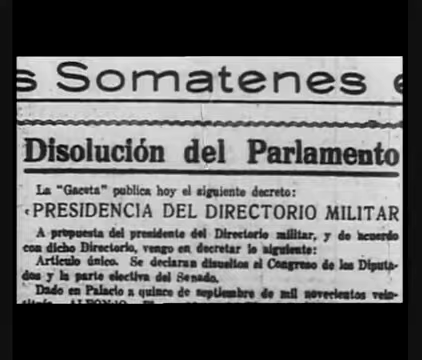 s Somatenes e
Disolución del Parlamento
La "Gaceta" publica hoy el siguiente decreto:
«PRESIDENCIA DEL DIRECTORIO MILITAR
A propuesta del presidente del Directorio militar, y de acuerdo
con dicho Directorio, vengo en decretar lo siguiente:
Artículo único. Se declaran disueltos el Congreso de los Diputa-
dos y la parte electiva del Senado.
Dado en Palacio a quince de septiembre de mil novecientos vein-